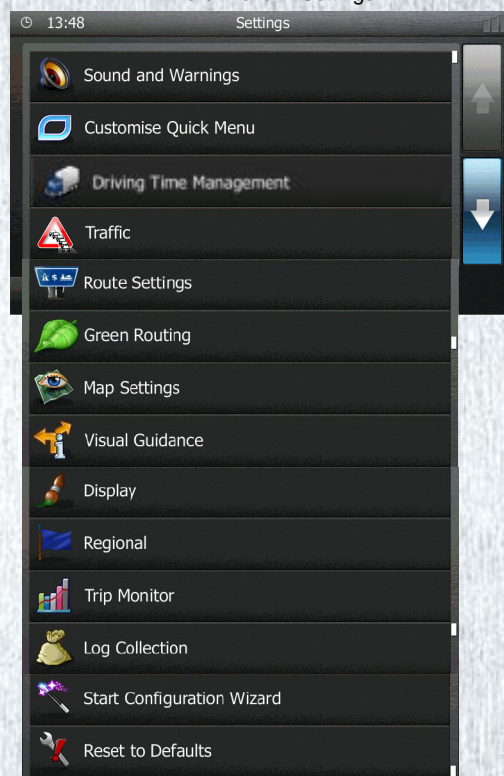 13:48 Settings
Sound and Warnings
Customise Quick Menu
Driving Time Management
Traffic
Route Settings
Green Routing
Map Settings
Visual Guidance
Display
Regional
Trip Monitor
Log Collection
Start Configuration Wizard
Reset to Defaults